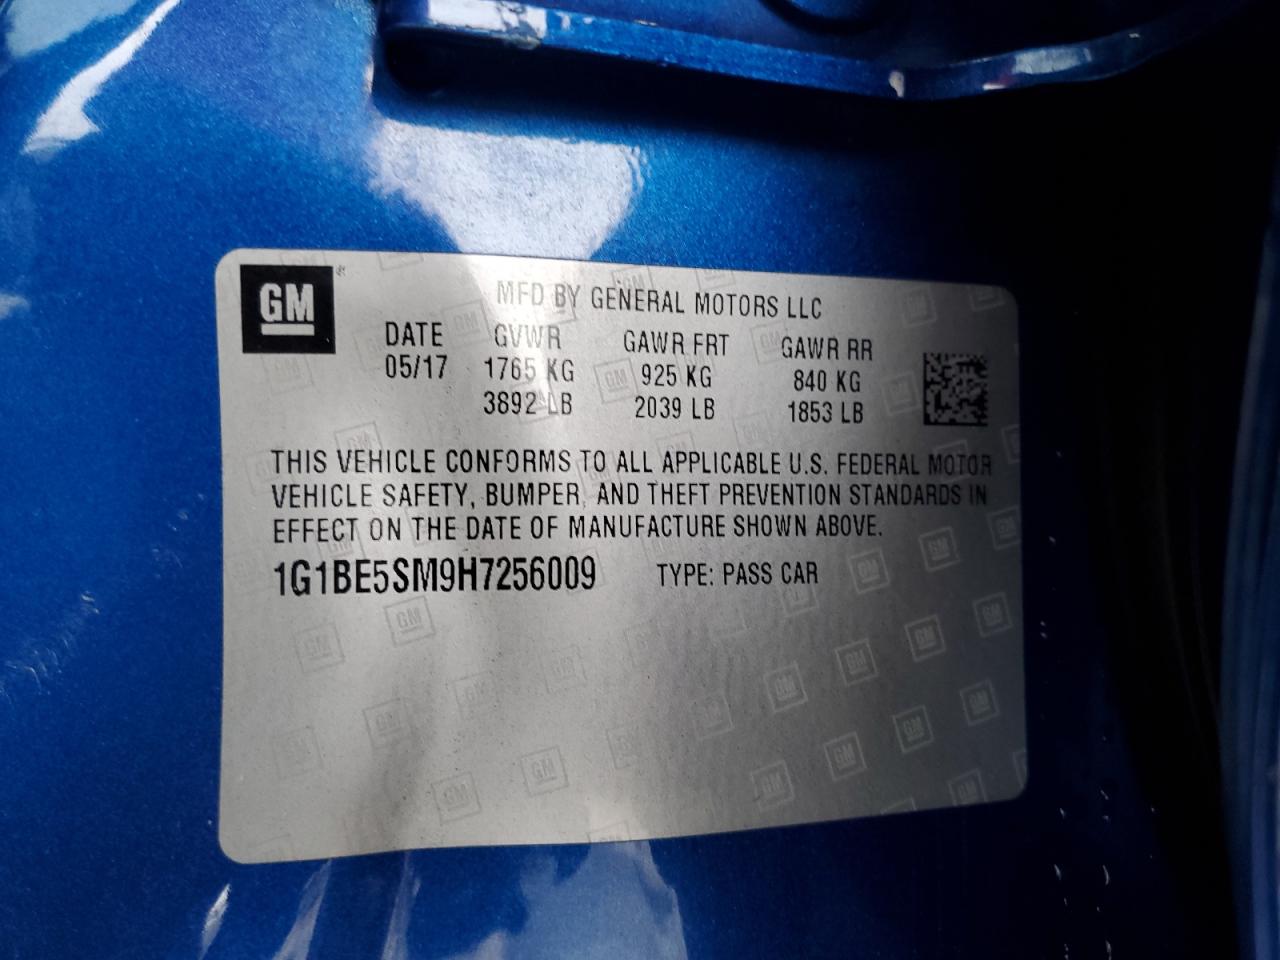 GM
MFD BY GENERAL MOTORS LLC
DATE GVWR GAWR FRT GAWR RR
05/17 1765 KG 925 KG 840 KG
3892 LB 2039 LB 1853 LB
THIS VEHICLE CONFORMS TO ALL APPLICABLE U.S. FEDERAL MOTOR
VEHICLE SAFETY, BUMPER, AND THEFT PREVENTION STANDARDS IN
EFFECT ON THE DATE OF MANUFACTURE SHOWN ABOVE.
1G1BE5SM9H7256009 TYPE: PASS CAR